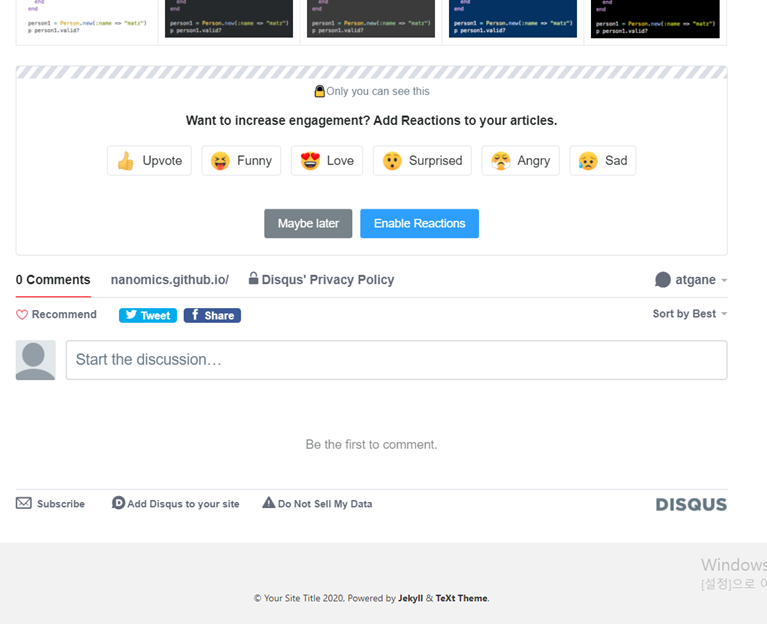 end
end
end
end
end
end
end
end
end
person1 = Person.new(:name => "matz")
p person1.valid?
person1 = Person.new(:name => "matz")
p person1.valid?
person1 = Person.new(:name => "matz")
p person1.valid?
person1 = Person.new(:name => "matz")
p person1.valid?
person1 = Person.new(:name => "matz")
p person1.valid?
Only you can see this
Want to increase engagement? Add Reactions to your articles.
Upvote Funny Love Surprised Angry Sad
Maybe later Enable Reactions
0 Comments nanomics.github.io/ Disqus' Privacy Policy atgane
Recommend Tweet Share Sort by Best
Start the discussion…
Be the first to comment.
Subscribe Add Disqus to your site Do Not Sell My Data DISQUS
Windows
[설정]으로 이
© Your Site Title 2020, Powered by Jekyll & TeXt Theme.